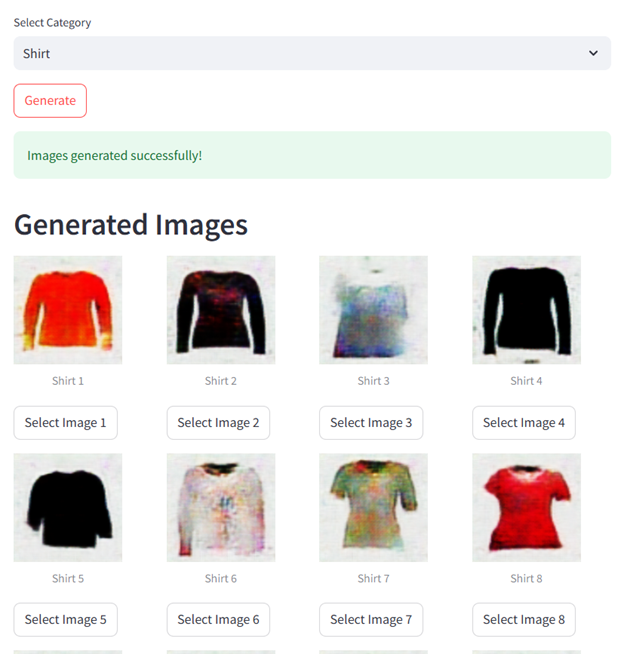 Select Category
Shirt
Generate
Images generated successfully!
Generated Images
Shirt 1
Shirt 2
Shirt 3
Shirt 4
Select Image 1
Select Image 2
Select Image 3
Select Image 4
Shirt 5
Shirt 6
Shirt 7
Shirt 8
Select Image 5
Select Image 6
Select Image 7
Select Image 8